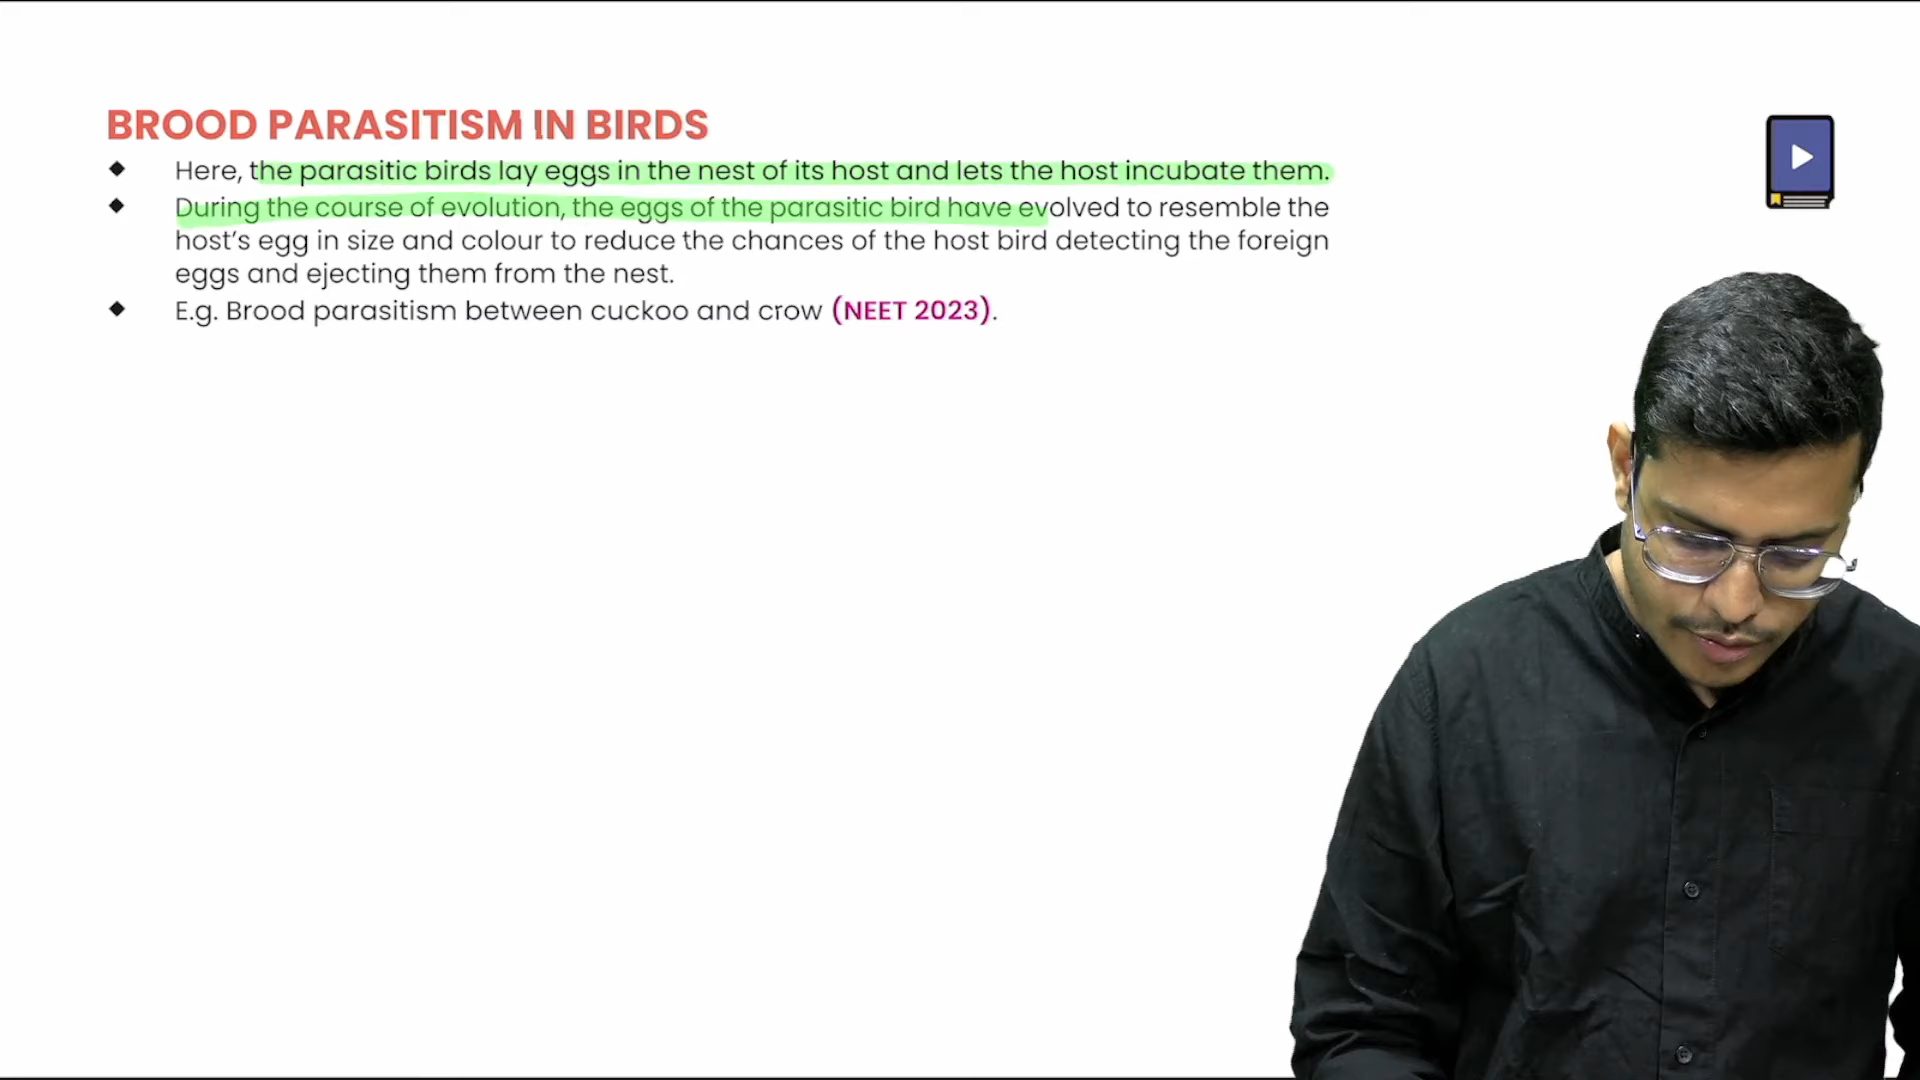 BROOD PARASITISM IN BIRDS
◆ Here, the parasitic birds lay eggs in the nest of its host and lets the host incubate them.
◆ During the course of evolution, the eggs of the parasitic bird have evolved to resemble the
host’s egg in size and colour to reduce the chances of the host bird detecting the foreign
eggs and ejecting them from the nest.
◆ E.g. Brood parasitism between cuckoo and crow (NEET 2023).